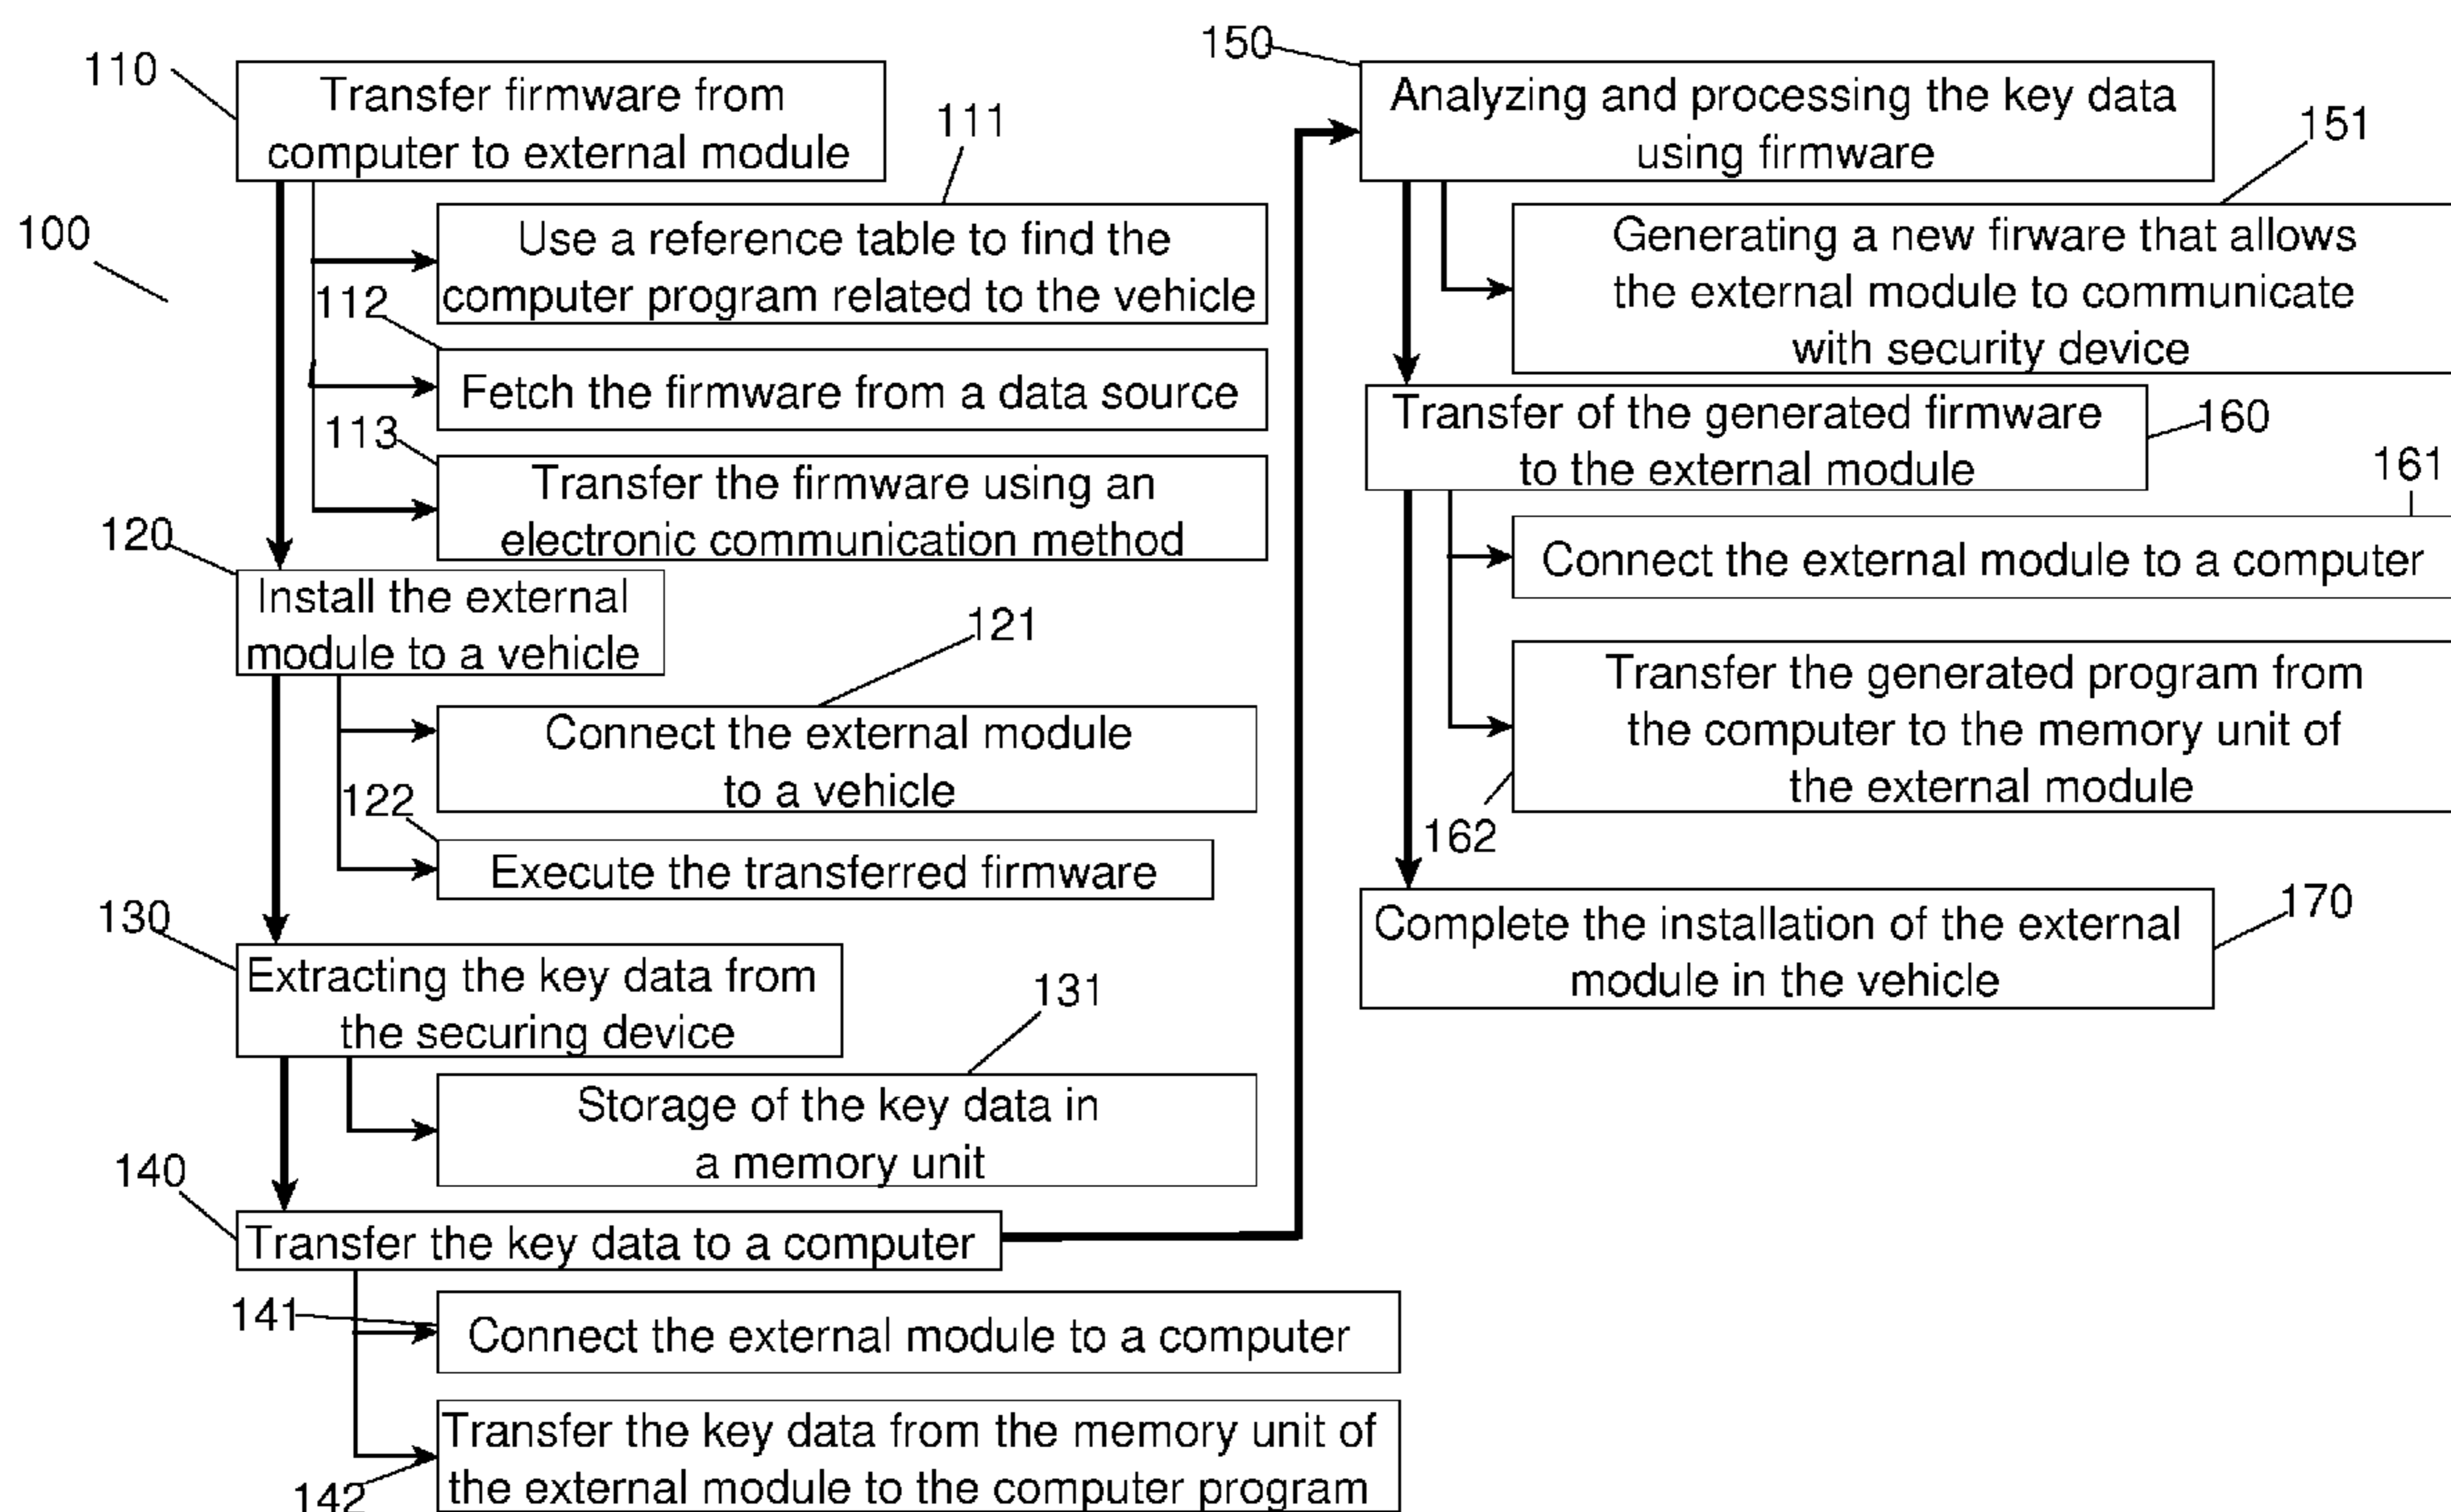 110
Transfer firmware from
computer to external module
111
100
Use a reference table to find the
computer program related to the vehicle
112
Fetch the firmware from a data source
113
Transfer the firmware using an
electronic communication method
120
Install the external
module to a vehicle
121
Connect the external module
to a vehicle
122
Execute the transferred firmware
130
Extracting the key data from
the securing device
131
Storage of the key data in
a memory unit
140
Transfer the key data to a computer
141
Connect the external module to a computer
142
Transfer the key data from the memory unit of
the external module to the computer program
150
Analyzing and processing the key data
using firmware
151
Generating a new firware that allows
the external module to communicate
with security device
160
Transfer of the generated firmware
to the external module
161
Connect the external module to a computer
162
Transfer the generated program from
the computer to the memory unit of
the external module
170
Complete the installation of the external
module in the vehicle